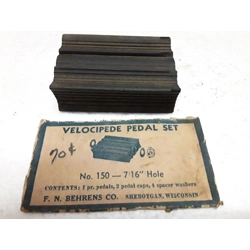 VELOCIPEDE PEDAL SET
70¢
No. 150 — 7/16" Hole
CONTENTS: 1 pr. pedals, 2 pedal caps, 4 spacer washers
F. N. BEHRENS CO. SHEBOYGAN, WISCONSIN